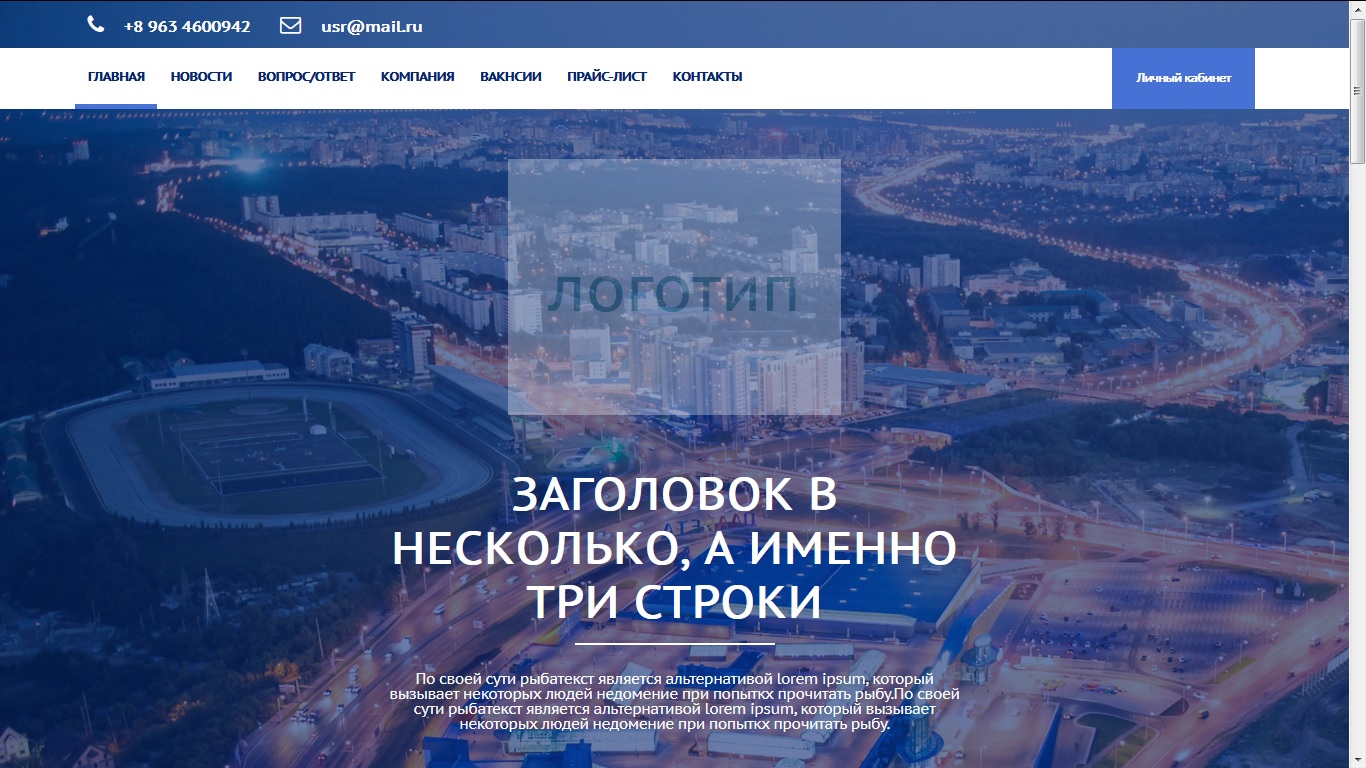 +8 963 4600942 usr@mail.ru
ГЛАВНАЯ НОВОСТИ ВОПРОС/ОТВЕТ КОМПАНИЯ ВАКНСИИ ПРАЙС-ЛИСТ КОНТАКТЫ Личный кабинет
ЛОГОТИП
ЗАГОЛОВОК В
НЕСКОЛЬКО, А ИМЕННО
ТРИ СТРОКИ
По своей сути рыбатекст является альтернативой lorem ipsum, который
вызывает некоторых людей недомение при попыткх прочитать рыбу.По своей
сути рыбатекст является альтернативой lorem ipsum, который вызывает
некоторых людей недомение при попыткх прочитать рыбу.